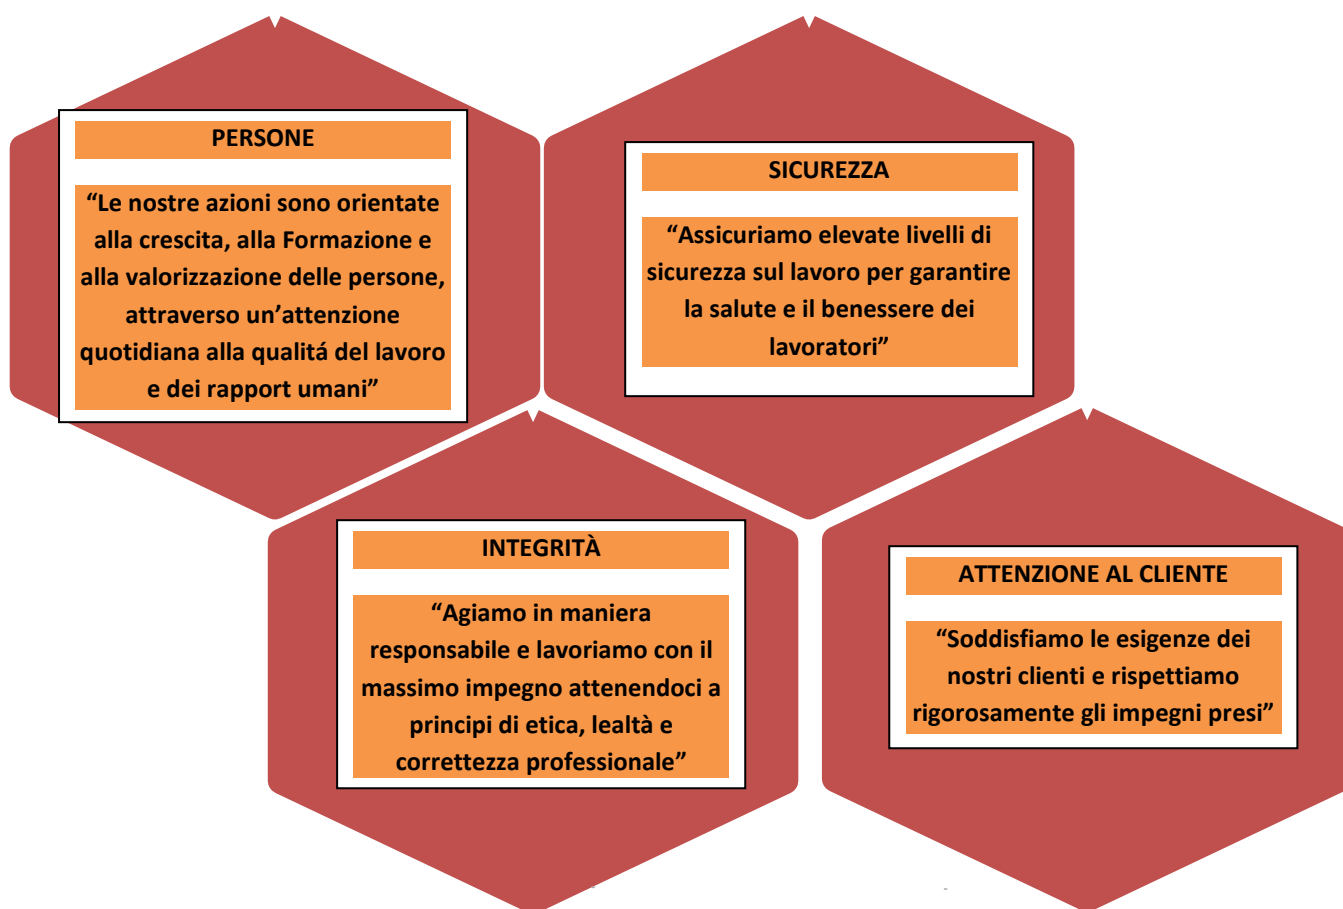 PERSONE
“Le nostre azioni sono orientate
alla crescita, alla Formazione e
alla valorizzazione delle persone,
attraverso un’attenzione
quotidiana alla qualitá del lavoro
e dei rapport umani”
SICUREZZA
“Assicuriamo elevate livelli di
sicurezza sul lavoro per garantire
la salute e il benessere dei
lavoratori”
INTEGRITÀ
“Agiamo in maniera
responsabile e lavoriamo con il
massimo impegno attenendoci a
principi di etica, lealtà e
correttezza professionale”
ATTENZIONE AL CLIENTE
“Soddisfiamo le esigenze dei
nostri clienti e rispettiamo
rigorosamente gli impegni presi”